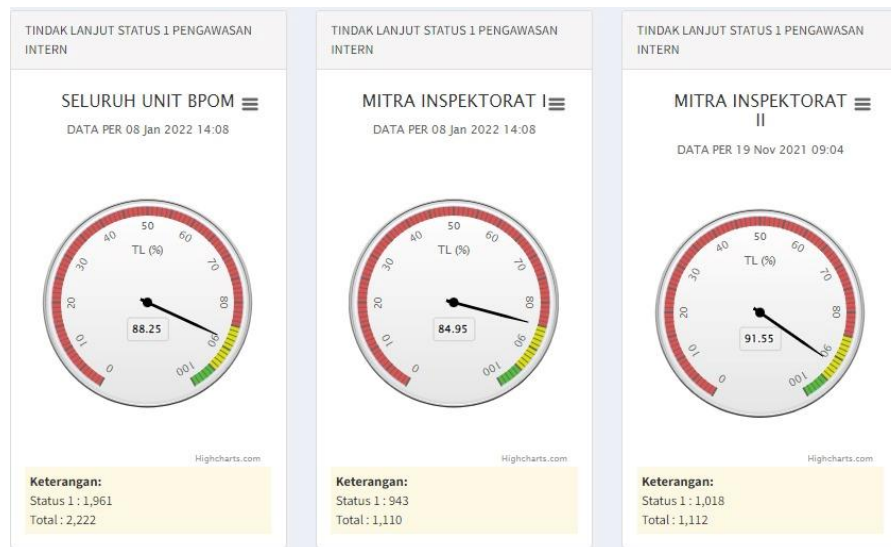 TINDAK LANJUT STATUS 1 PENGAWASAN
INTERN
SELURUH UNIT BPOM
DATA PER 08 Jan 2022 14:08
0
10
20
30
40
50
60
70
80
90
100
TL (%)
88.25
Highcharts.com
Keterangan:
Status 1 : 1,961
Total : 2,222
TINDAK LANJUT STATUS 1 PENGAWASAN
INTERN
MITRA INSPEKTORAT I
DATA PER 08 Jan 2022 14:08
0
10
20
30
40
50
60
70
80
90
100
TL (%)
84.95
Highcharts.com
Keterangan:
Status 1 : 943
Total : 1,110
TINDAK LANJUT STATUS 1 PENGAWASAN
INTERN
MITRA INSPEKTORAT
II
DATA PER 19 Nov 2021 09:04
0
10
20
30
40
50
60
70
80
90
100
TL (%)
91.55
Highcharts.com
Keterangan:
Status 1 : 1,018
Total : 1,112